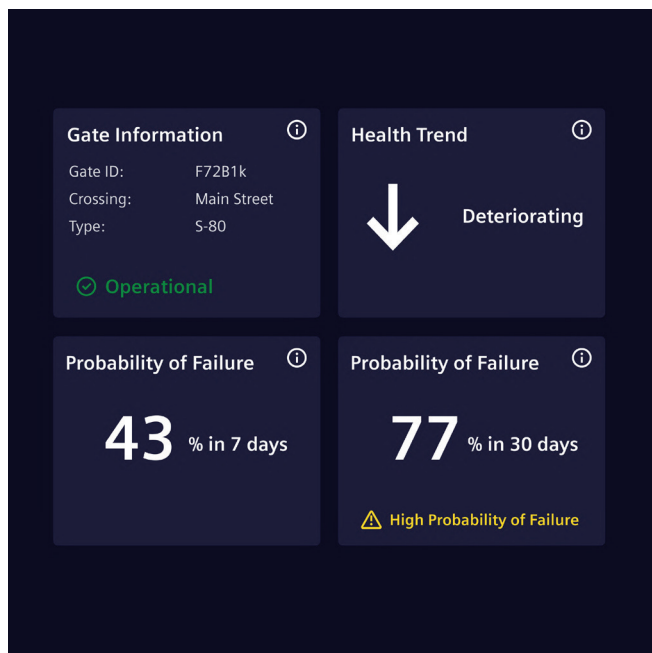 Gate Information
Gate ID: F72B1k
Crossing: Main Street
Type: S-80
Operational
Health Trend
Deteriorating
Probability of Failure
43 % in 7 days
Probability of Failure
77 % in 30 days
High Probability of Failure